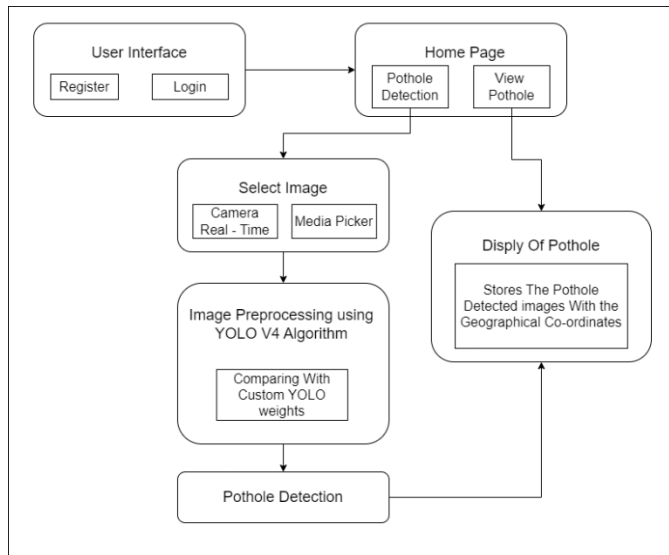 User Interface
Register
Login
Home Page
Pothole
Detection
View
Pothole
Select Image
Camera
Real - Time
Media Picker
Disply Of Pothole
Stores The Pothole
Detected images With the
Geographical Co-ordinates
Image Preprocessing using
YOLO V4 Algorithm
Comparing With
Custom YOLO
weights
Pothole Detection